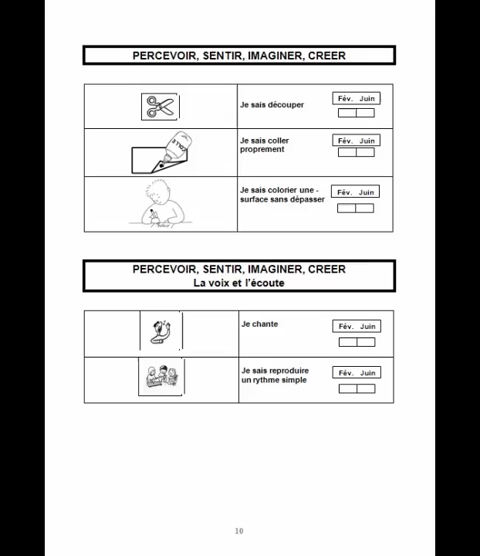 PERCEVOIR, SENTIR, IMAGINER, CREER
Je sais découper
Fév. Juin
Je sais coller
proprement
Fév. Juin
Je sais colorier une -
surface sans dépasser
Fév. Juin
PERCEVOIR, SENTIR, IMAGINER, CREER
La voix et l'écoute
Je chante
Fév. Juin
Je sais reproduire
un rythme simple
Fév. Juin
10